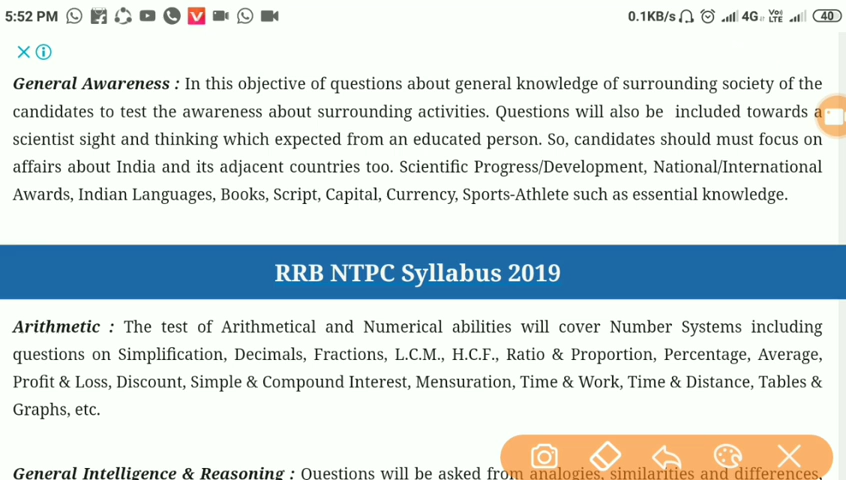 5:52 PM 0.1KB/s 4G Vo) LTE 40
General Awareness : In this objective of questions about general knowledge of surrounding society of the
candidates to test the awareness about surrounding activities. Questions will also be included towards a
scientist sight and thinking which expected from an educated person. So, candidates should must focus on
affairs about India and its adjacent countries too. Scientific Progress/Development, National/International
Awards, Indian Languages, Books, Script, Capital, Currency, Sports-Athlete such as essential knowledge.
RRB NTPC Syllabus 2019
Arithmetic : The test of Arithmetical and Numerical abilities will cover Number Systems including
questions on Simplification, Decimals, Fractions, L.C.M., H.C.F., Ratio & Proportion, Percentage, Average,
Profit & Loss, Discount, Simple & Compound Interest, Mensuration, Time & Work, Time & Distance, Tables &
Graphs, etc.
General Intelligence & Reasoning : Questions will be asked from analogies, similarities and differences,